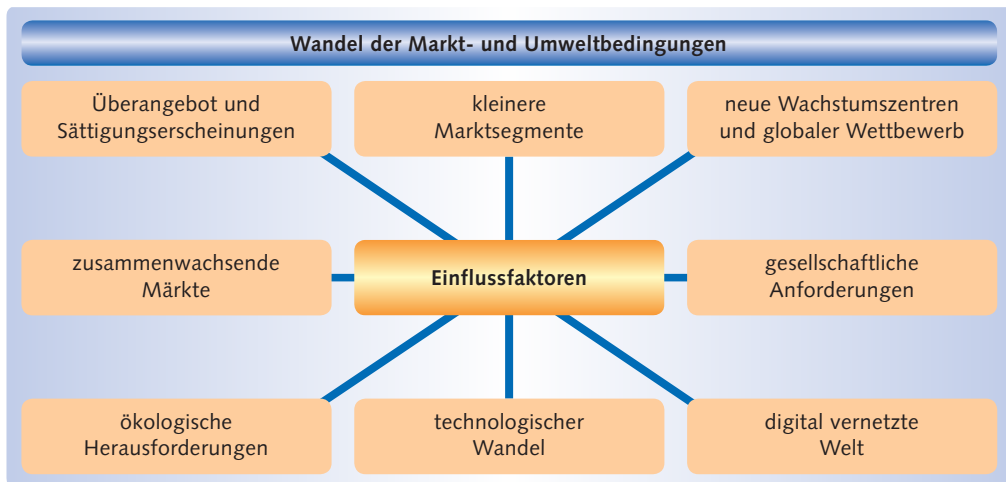 Wandel der Markt- und Umweltbedingungen
Überangebot und
Sättigungserscheinungen
kleinere
Marktsegmente
neue Wachstumszentren
und globaler Wettbewerb
zusammenwachsende
Märkte
Einflussfaktoren
gesellschaftliche
Anforderungen
ökologische
Herausforderungen
technologischer
Wandel
digital vernetzte
Welt